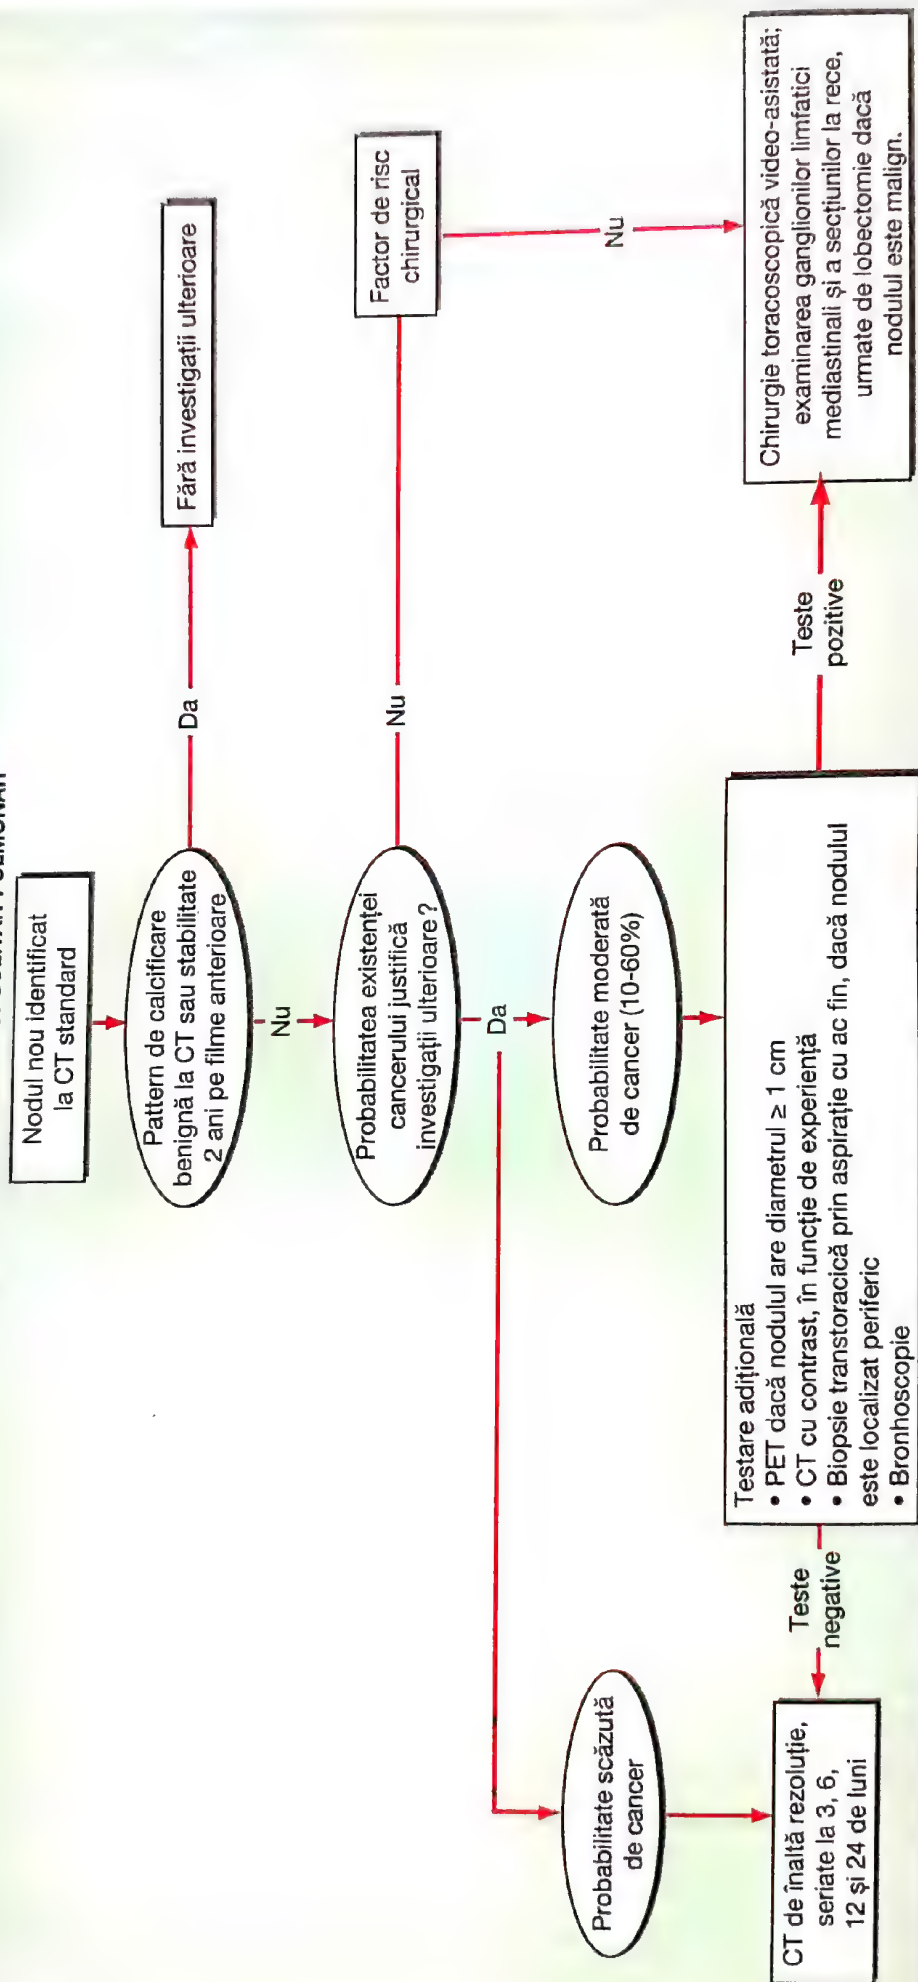 Nodul nou identificat
la CT standard
Pattern de calcificare
benignă la CT sau stabilitate
2 ani pe filme anterioare
Da
Fără investigații ulterioare
Nu
Probabilitatea existenței
cancerului justifică
investigații ulterioare?
Nu
Factor de risc
chirurgical
Da
Nu
Probabilitate scăzută
de cancer
Probabilitate moderată
de cancer (10-60%)
CT de înaltă rezoluție,
seriate la 3, 6,
12 și 24 de luni
Teste
negative
Testare adițională
• PET dacă nodulul are diametrul ≥ 1 cm
• CT cu contrast, în funcție de experiență
• Biopsie transtoracică prin aspirație cu ac fin, dacă nodulul
este localizat periferic
• Bronhoscopie
Teste
pozitive
Chirurgie toracoscopică video-asistată;
examinarea ganglionilor limfatici
mediastinali și a secțiunilor la rece,
urmate de lobectomie dacă
nodulul este malign.